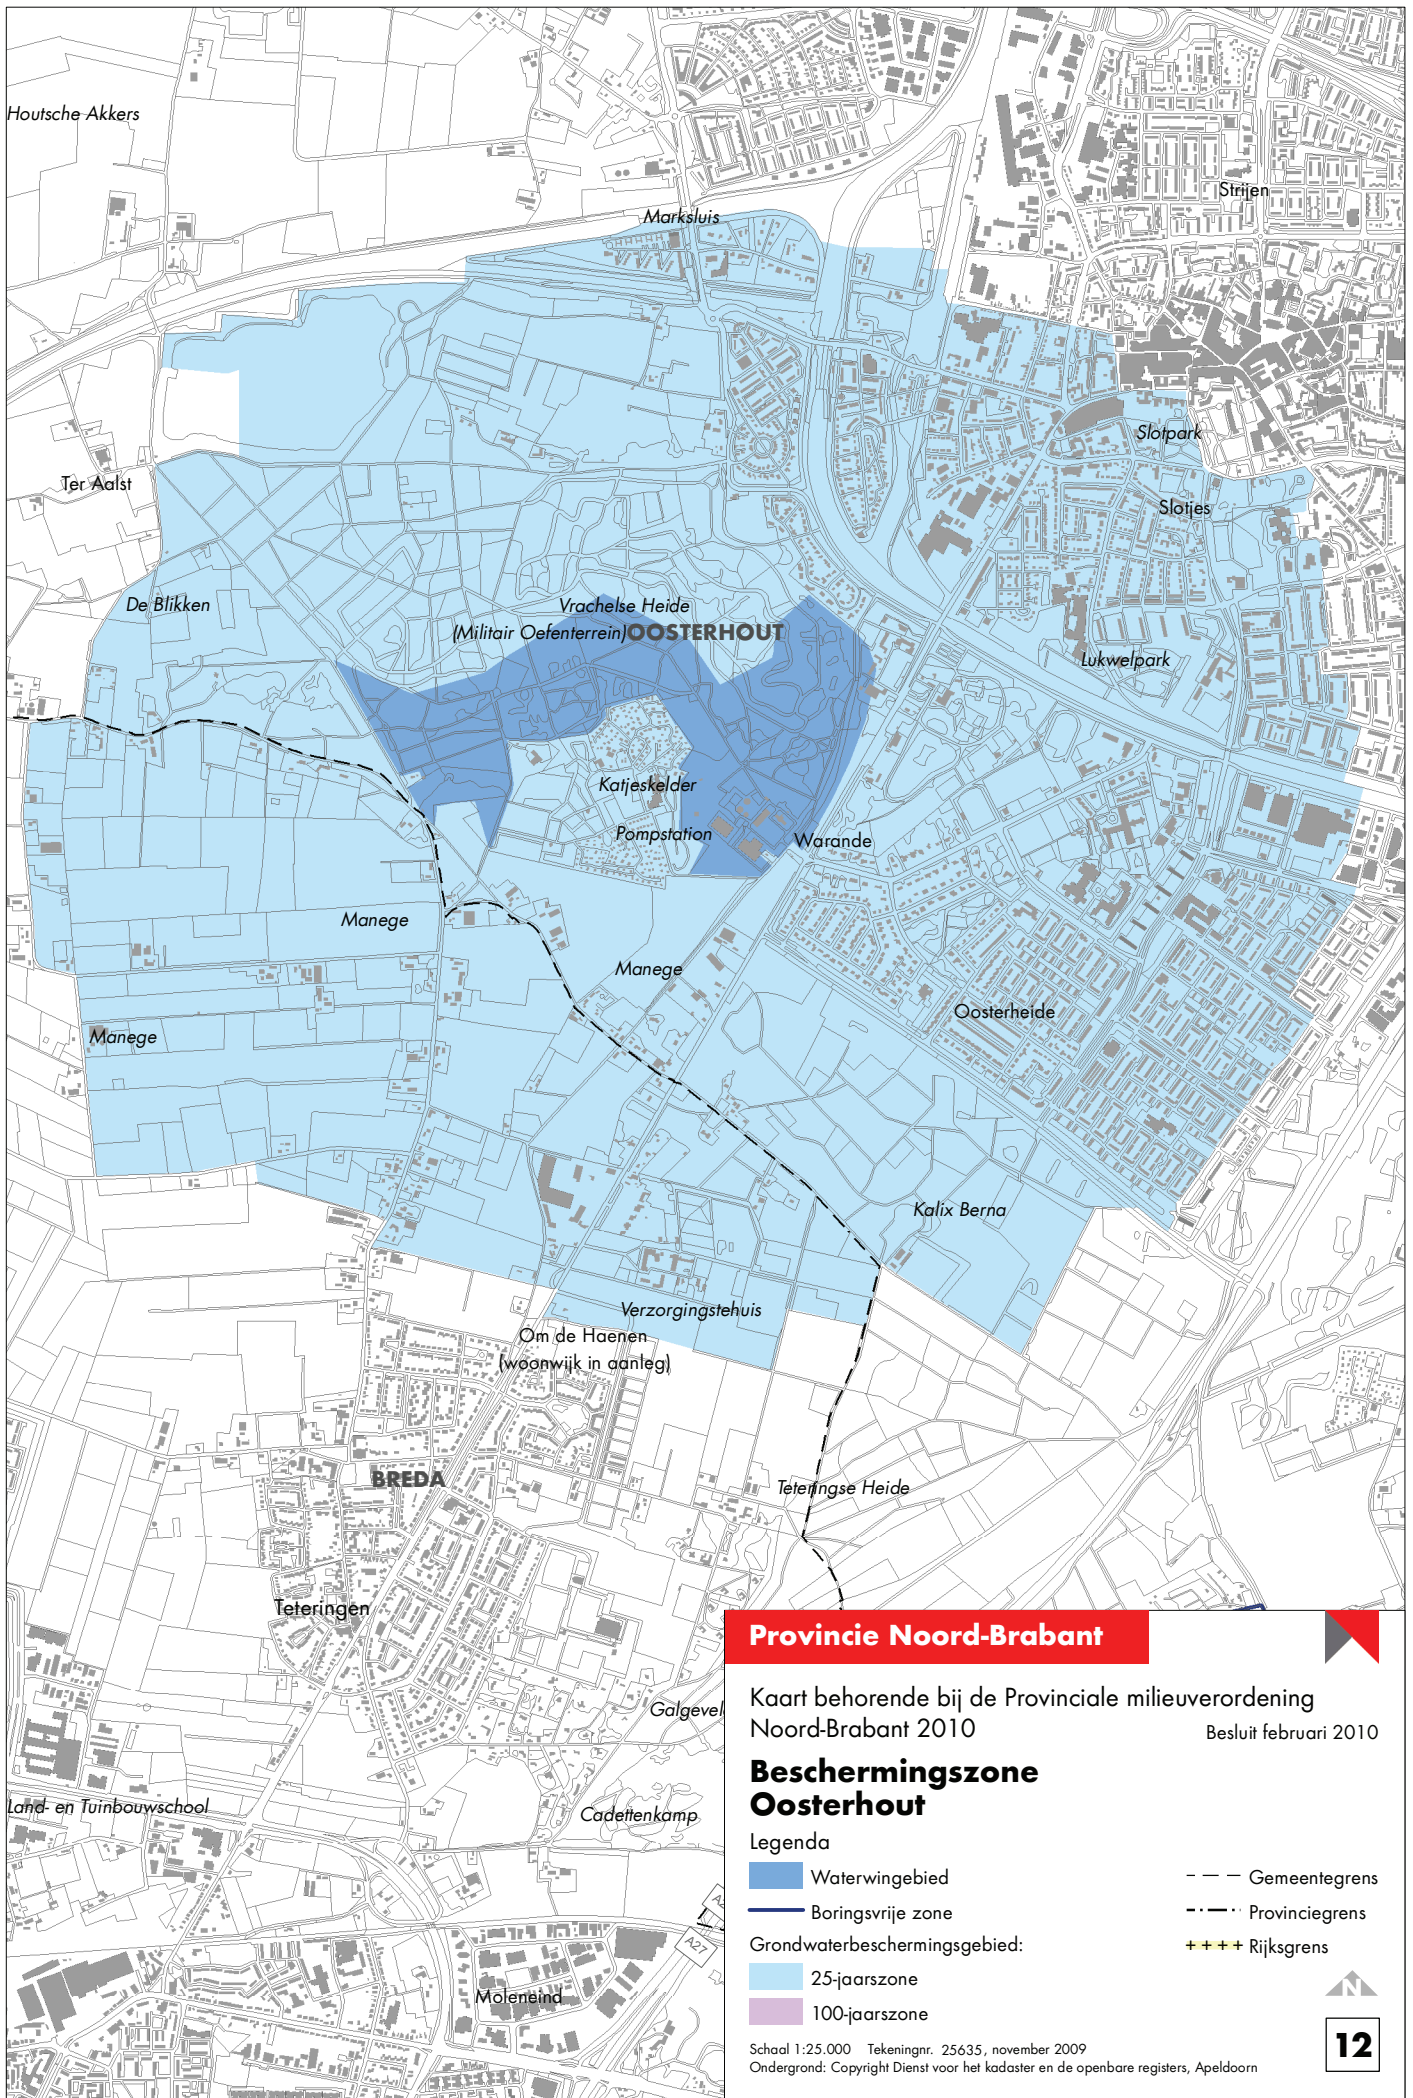 Houtsche Akkers
Strijen
Marksluis
Slotpark
Ter Aalst
Slotjes
De Blikken
Vrachelse Heide
(Militair Oefenterrein)
OOSTERHOUT
Lukwelpark
Katjeskelder
Pompstation
Warande
Manege
Manege
Oosterheide
Manege
Kalix Berna
Verzorgingstehuis
Om de Haenen
(woonwijk in aanleg)
BREDA
Teteringse Heide
Teteringen
Galgevel
Land- en Tuinbouwschool
Cadettenkamp
A27
Moleneind
Provincie Noord-Brabant
Kaart behorende bij de Provinciale milieuverordening
Noord-Brabant 2010
Besluit februari 2010
Beschermingszone
Oosterhout
Legenda
Waterwingebied
Boringsvrije zone
Grondwaterbeschermingsgebied:
25-jaarszone
100-jaarszone
Gemeentegrens
Provinciegrens
Rijksgrens
N
12
Schaal 1:25.000 Tekeningnr. 25635, november 2009
Ondergrond: Copyright Dienst voor het kadaster en de openbare registers, Apeldoorn